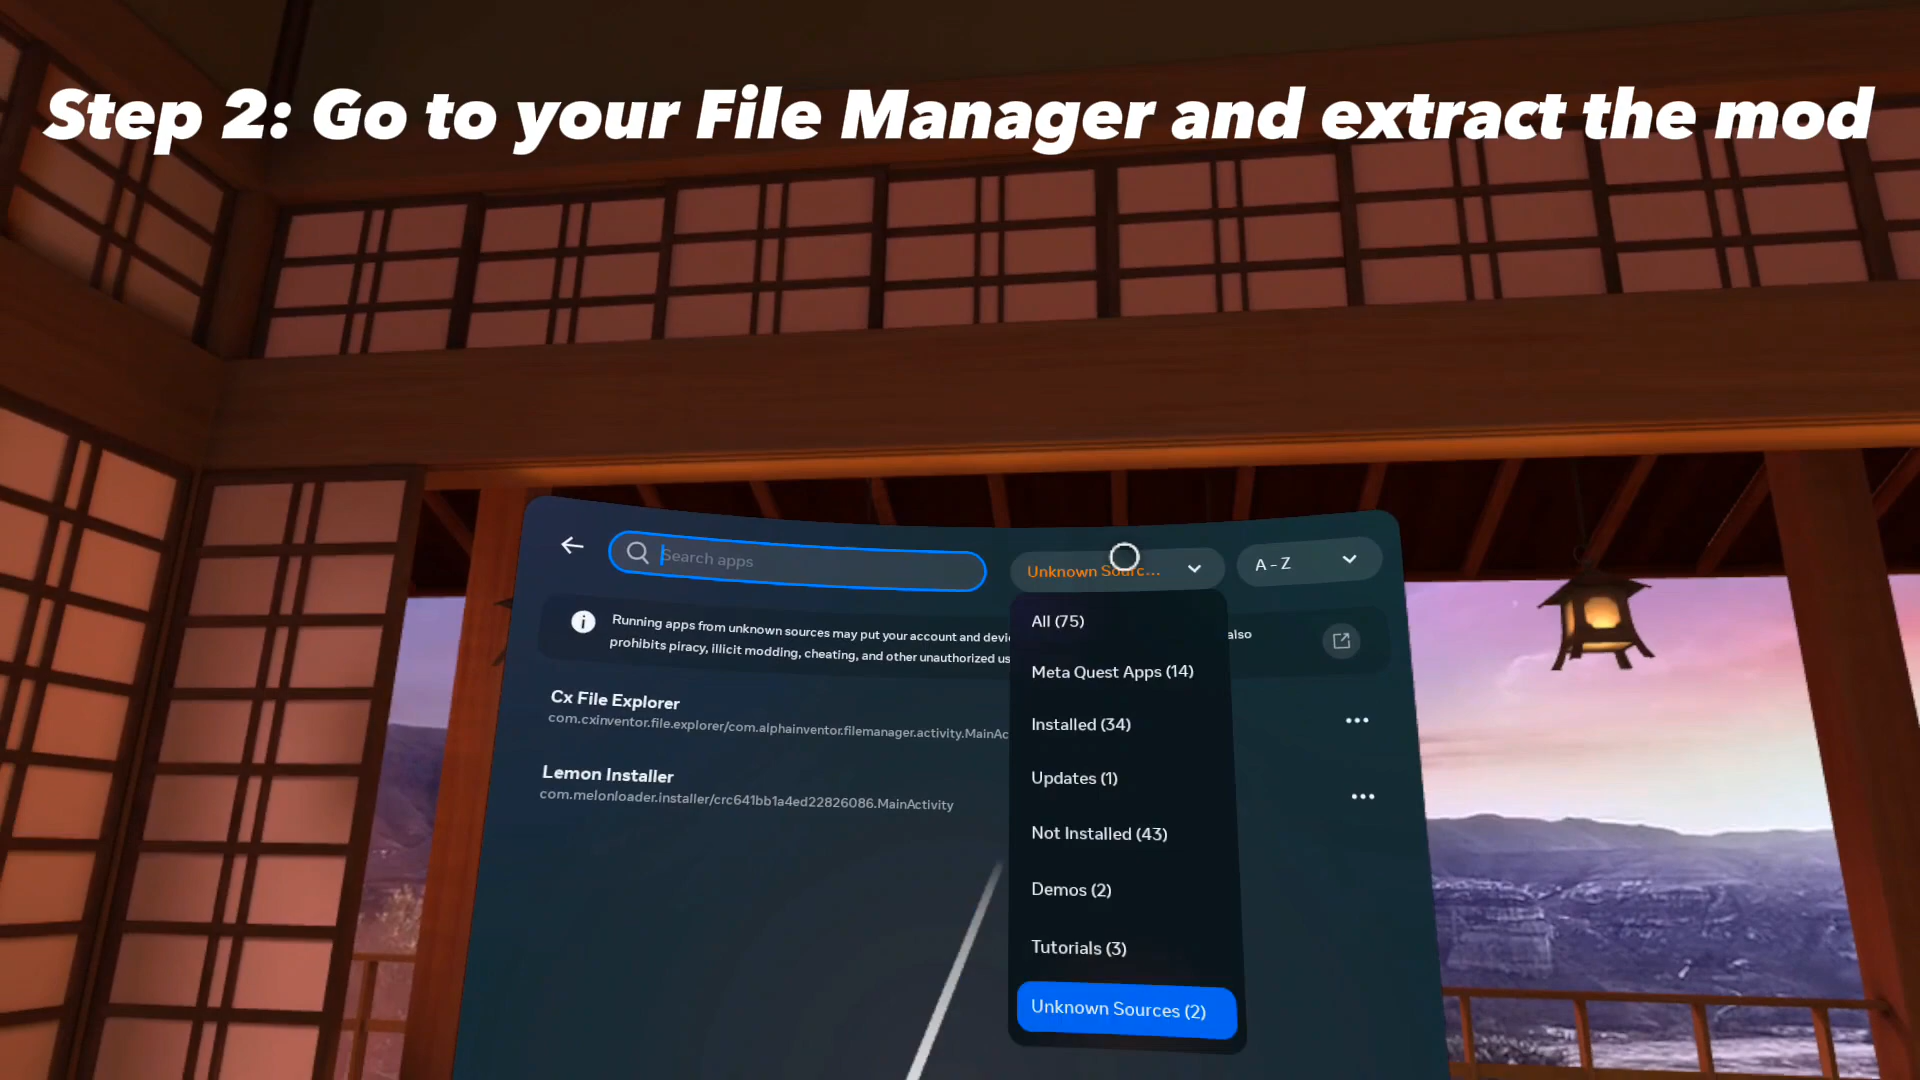 Step 2: Go to your File Manager and extract the mod
Search apps
Unknown Sourc...
A - Z
Running apps from unknown sources may put your account and devi
also
prohibits piracy, illicit modding, cheating, and other unauthorized us
All (75)
Meta Quest Apps (14)
Installed (34)
Updates (1)
Not Installed (43)
Demos (2)
Tutorials (3)
Unknown Sources (2)
Cx File Explorer
com.cxinventor.file.explorer/com.alphainventor.filemanager.activity.MainAc
Lemon Installer
com.melonloader.installer/crc641bb1a4ed22826086.MainActivity